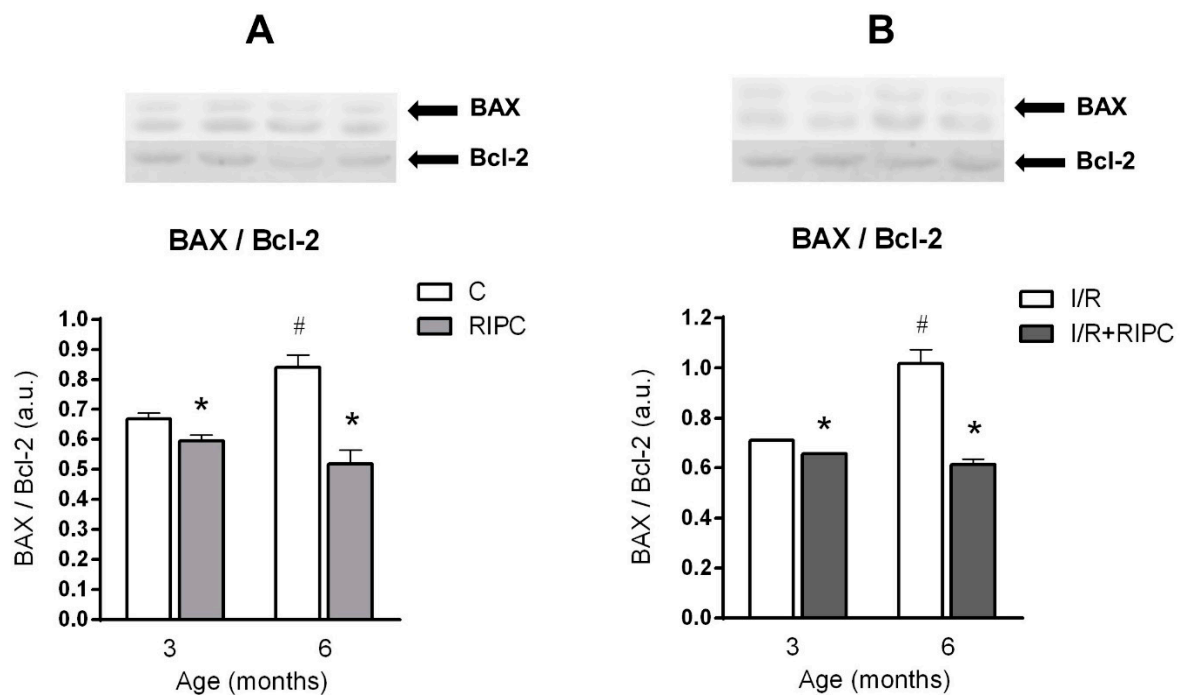 A
BAX
Bcl-2
BAX / Bcl-2
C
RIPC
1.0
0.9
0.8
0.7
0.6
0.5
0.4
0.3
0.2
0.1
0.0
BAX / Bcl-2 (a.u.)
*
#
*
3
6
Age (months)
B
BAX
Bcl-2
BAX / Bcl-2
I/R
I/R+RIPC
1.2
1.0
0.8
0.6
0.4
0.2
0.0
BAX / Bcl-2 (a.u.)
*
#
*
3
6
Age (months)